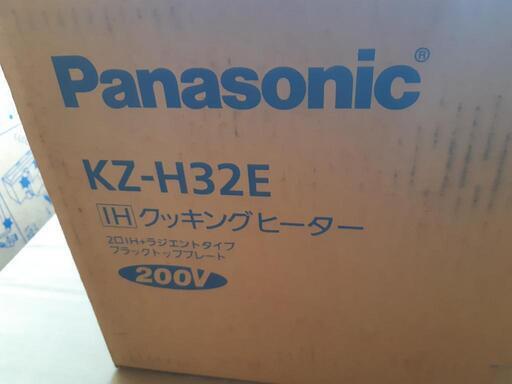 Panasonic®
KZ-H32E
IH クッキングヒーター
2口IH+ラジエントタイプ
ブラックトッププレート
200V